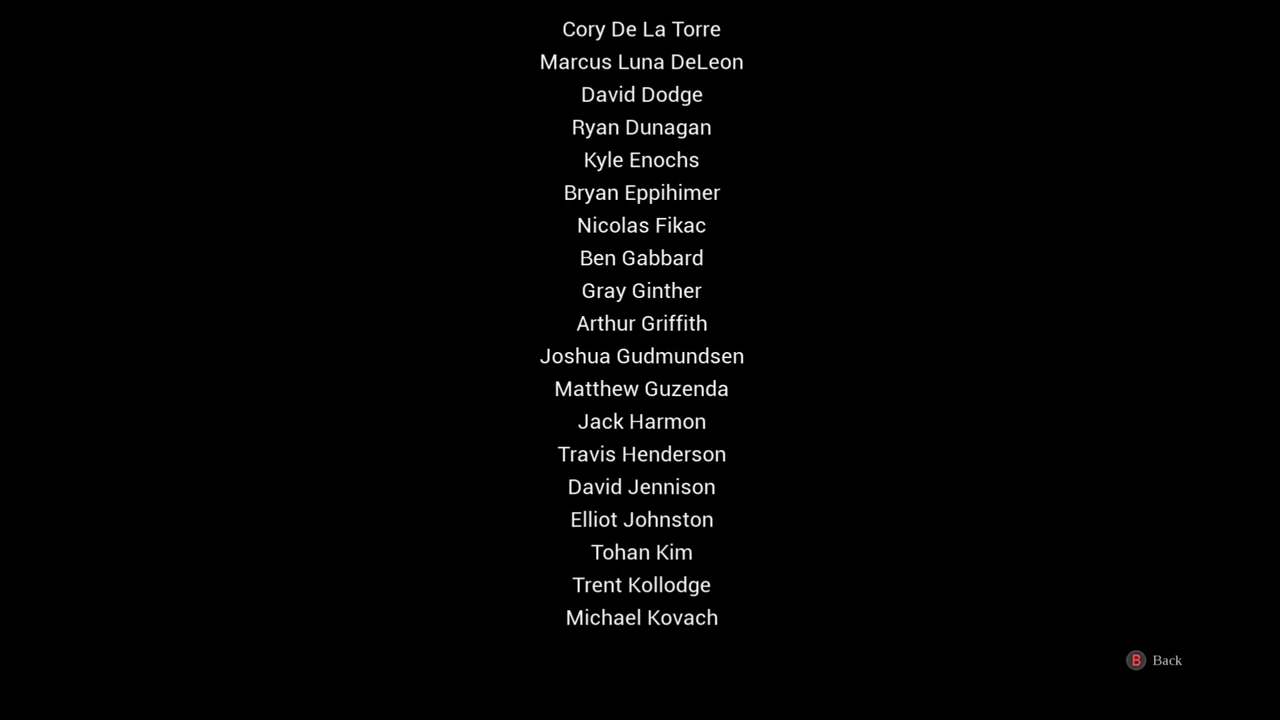 Cory De La Torre
Marcus Luna DeLeon
David Dodge
Ryan Dunagan
Kyle Enochs
Bryan Eppihimer
Nicolas Fikac
Ben Gabbard
Gray Ginther
Arthur Griffith
Joshua Gudmundsen
Matthew Guzenda
Jack Harmon
Travis Henderson
David Jennison
Elliot Johnston
Tohan Kim
Trent Kollodge
Michael Kovach
B Back